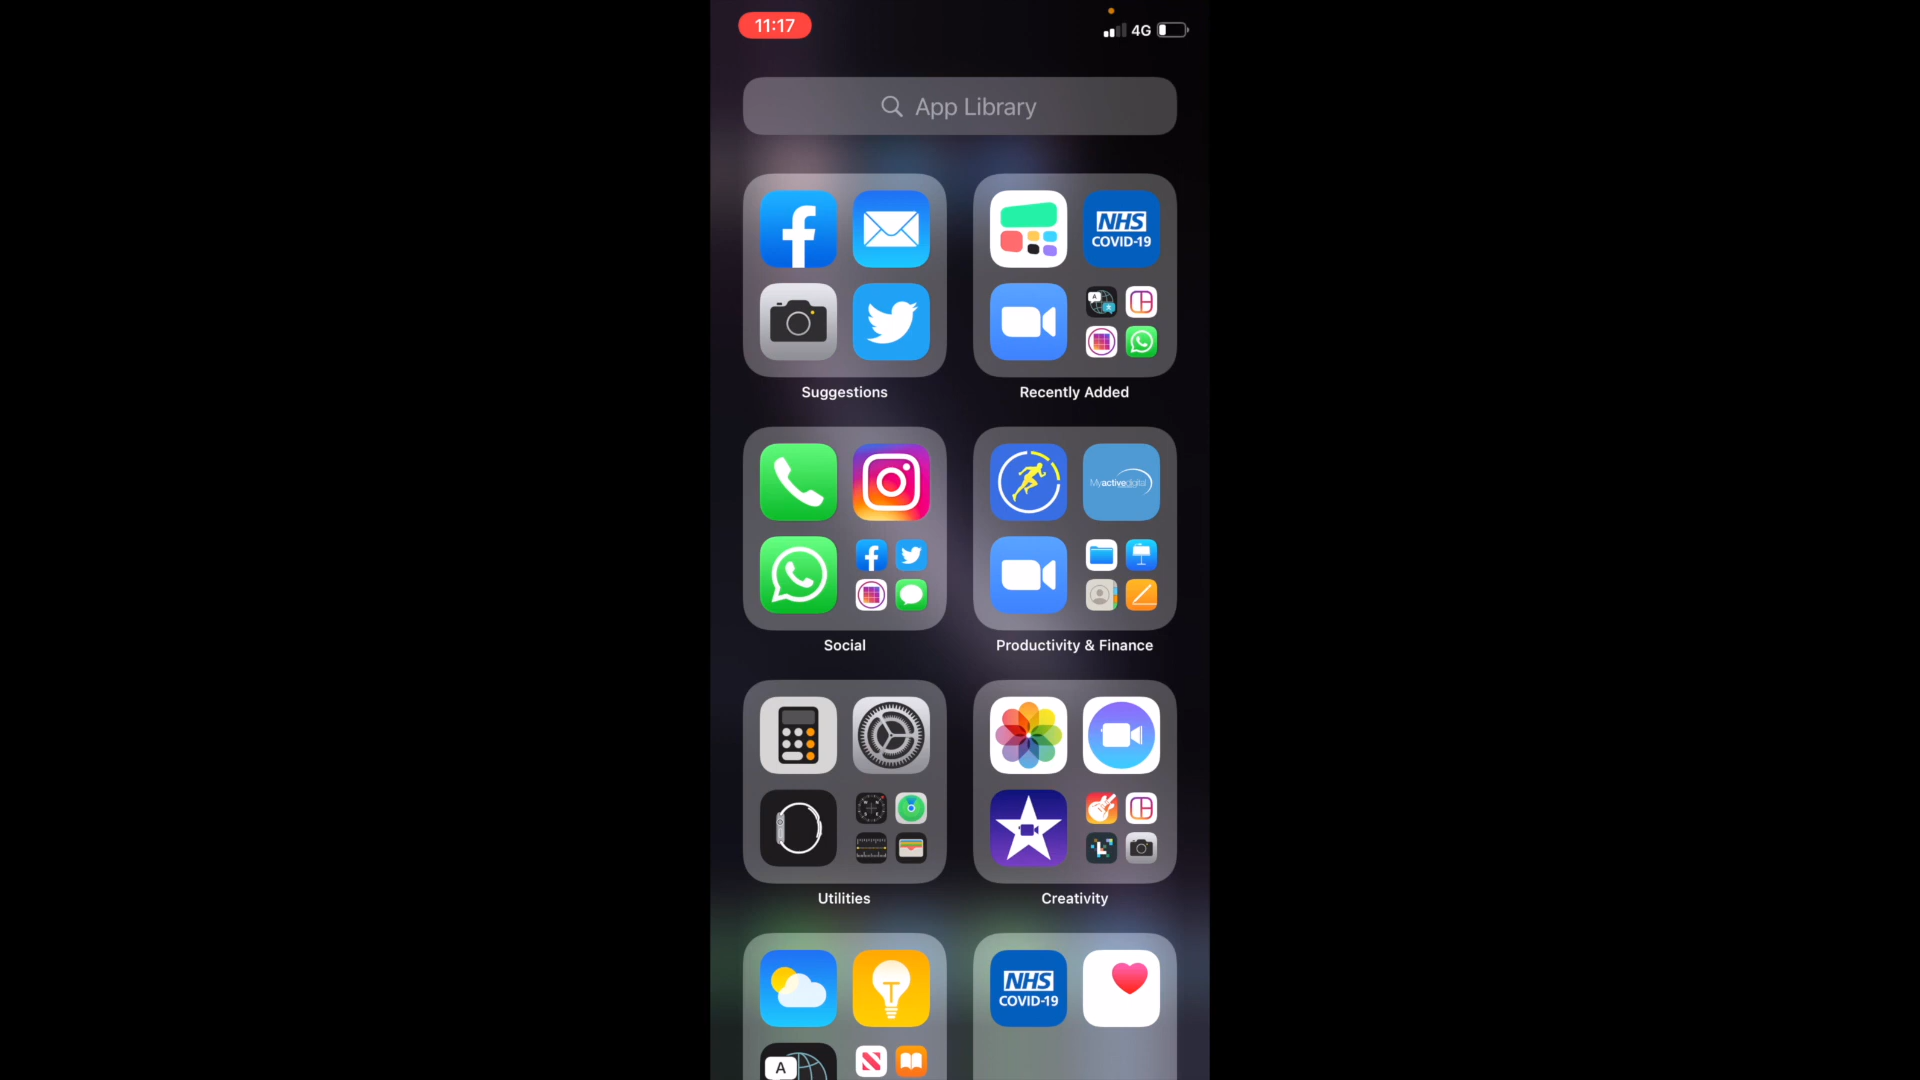 11:17
4G
App Library
NHS
COVID-19
Suggestions
Recently Added
Myactivedigital
Social
Productivity & Finance
Utilities
Creativity
NHS
COVID-19
A